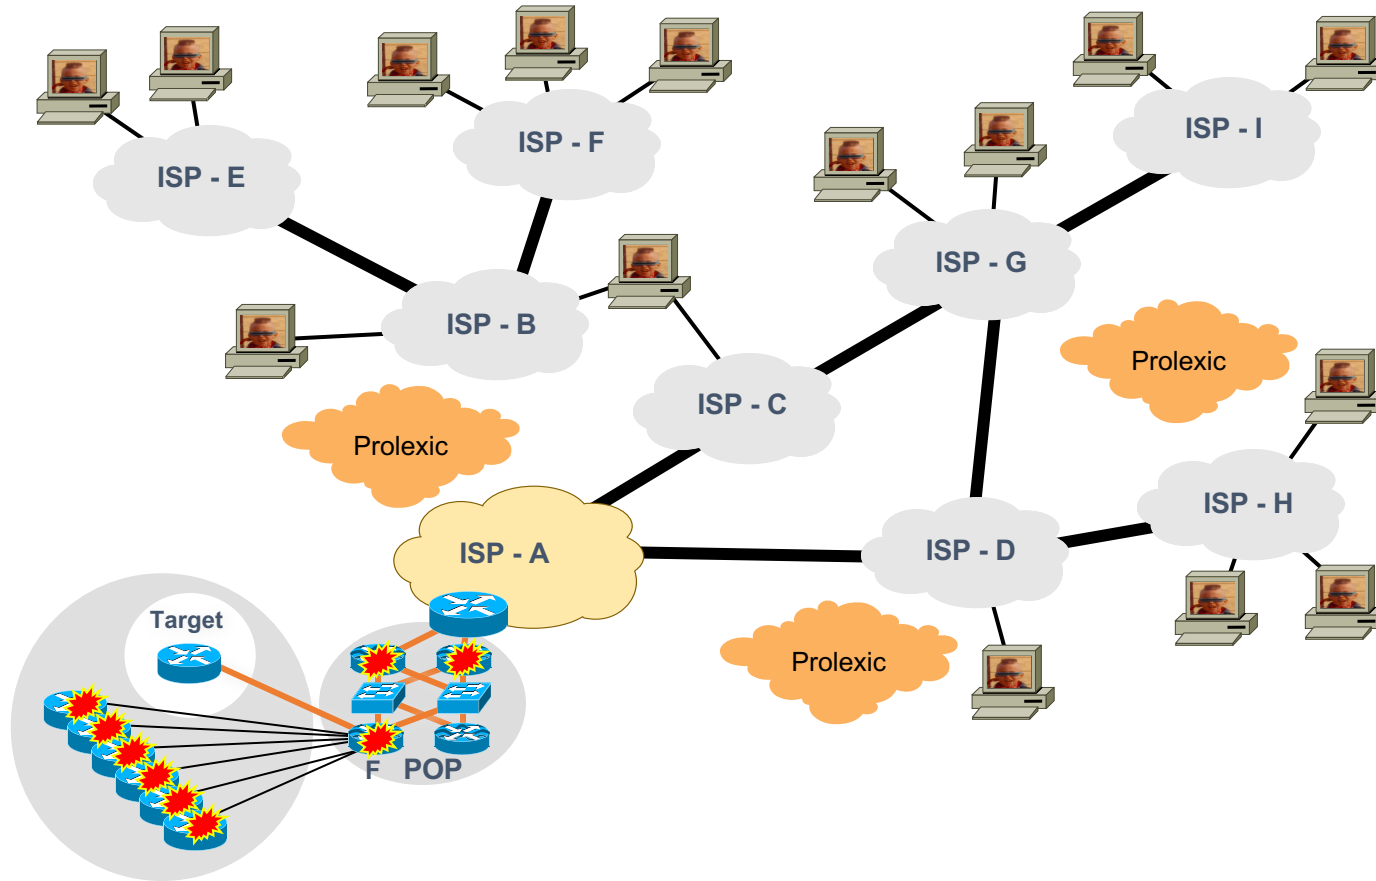 ISP - I
ISP - F
ISP - E
ISP - G
ISP - B
Prolexic
ISP - C
Prolexic
ISP - H
ISP - A
ISP - D
Target
Prolexic
F POP